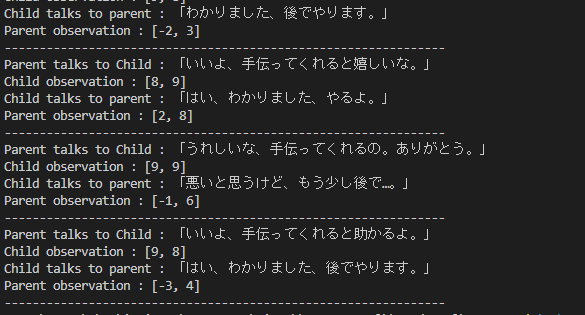 Child talks to parent : 「わかりました、後でやります。」
Parent observation : [-2, 3]
---------------------------------------------------------------
Parent talks to Child : 「いいよ、手伝ってくれると嬉しいな。」
Child observation : [8, 9]
Child talks to parent : 「はい、わかりました、やるよ。」
Parent observation : [2, 8]
---------------------------------------------------------------
Parent talks to Child : 「うれしいな、手伝ってくれるの。ありがとう。」
Child observation : [9, 9]
Child talks to parent : 「悪いと思うけど、もう少し後で…。」
Parent observation : [-1, 6]
---------------------------------------------------------------
Parent talks to Child : 「いいよ、手伝ってくれると助かるよ。」
Child observation : [9, 8]
Child talks to parent : 「はい、わかりました、後でやります。」
Parent observation : [-3, 4]
---------------------------------------------------------------